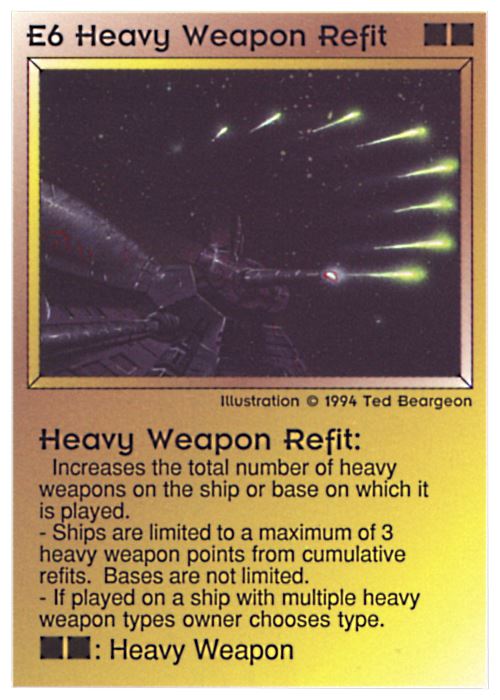 E6 Heavy Weapon Refit
Illustration © 1994 Ted Beargeon
Heavy Weapon Refit:
Increases the total number of heavy
weapons on the ship or base on which it
is played.
- Ships are limited to a maximum of 3
heavy weapon points from cumulative
refits. Bases are not limited.
- If played on a ship with multiple heavy
weapon types owner chooses type.
: Heavy Weapon